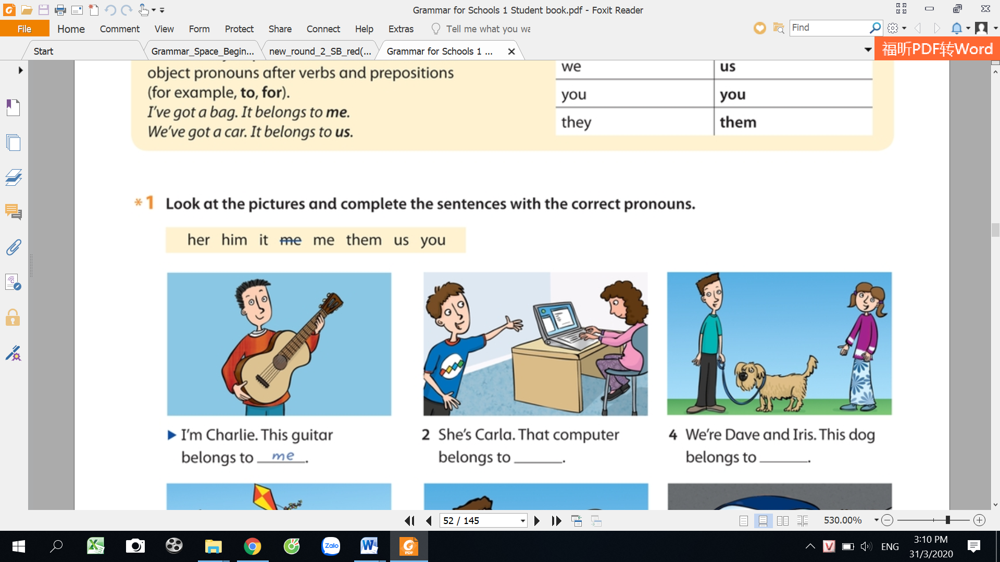 Grammar for Schools 1 Student book.pdf - Foxit Reader
File Home Comment View Form Protect Share Connect Help Extras Tell me what you wa
Find
Start
Grammar_Space_Begin...
new_round_2_SB_red(...
Grammar for Schools 1 ...
福昕PDF转Word
object pronouns after verbs and prepositions
(for example, to, for).
I've got a bag. It belongs to me.
We've got a car. It belongs to us.
we us
you you
they them
* 1 Look at the pictures and complete the sentences with the correct pronouns.
her him it me me them us you
I'm Charlie. This guitar
belongs to me.
2 She's Carla. That computer
belongs to ______.
4 We're Dave and Iris. This dog
belongs to ______.
52 / 145
530.00%
Zalo
PDF
ENG
3:10 PM
31/3/2020